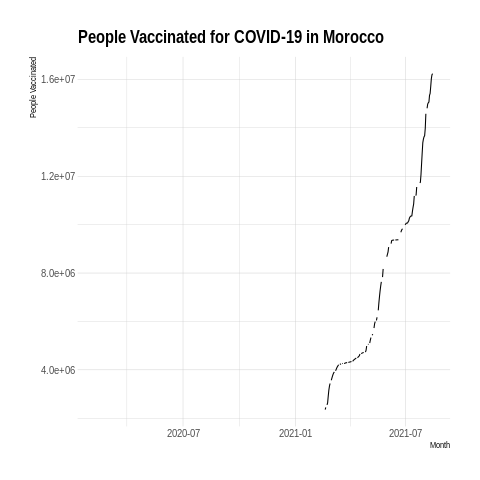 People Vaccinated for COVID-19 in Morocco
People Vaccinated
1.6e+07
1.2e+07
8.0e+06
4.0e+06
2020-07
2021-01
2021-07
Month